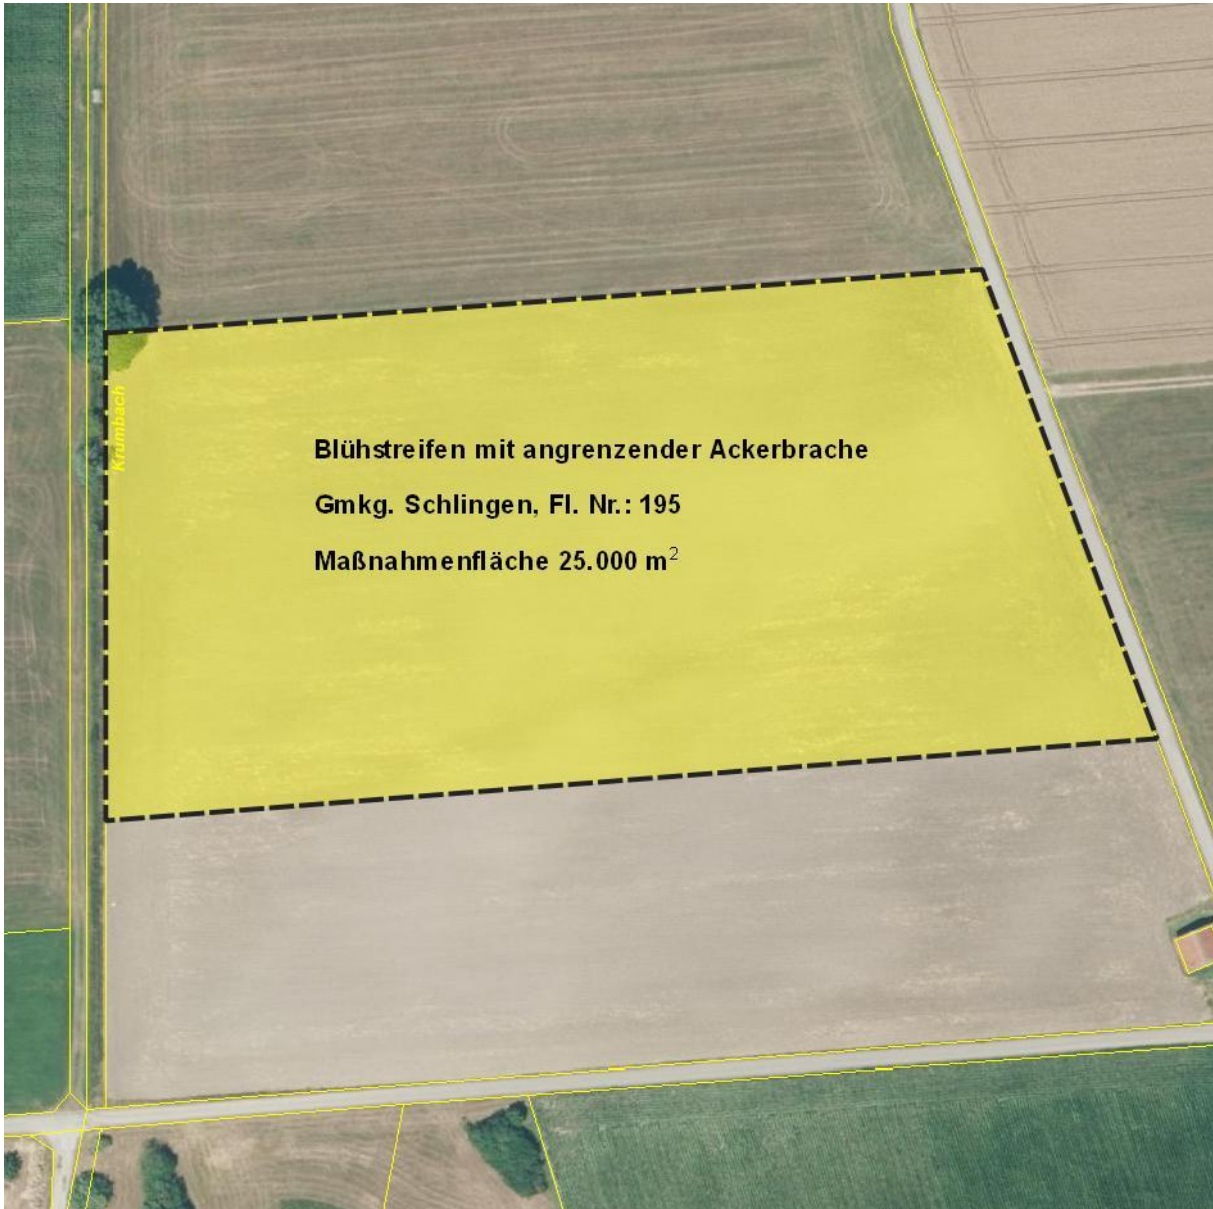 Krumbach
Blühstreifen mit angrenzender Ackerbrache
Gmkg. Schlingen, Fl. Nr.: 195
Maßnahmenfläche 25.000 m²